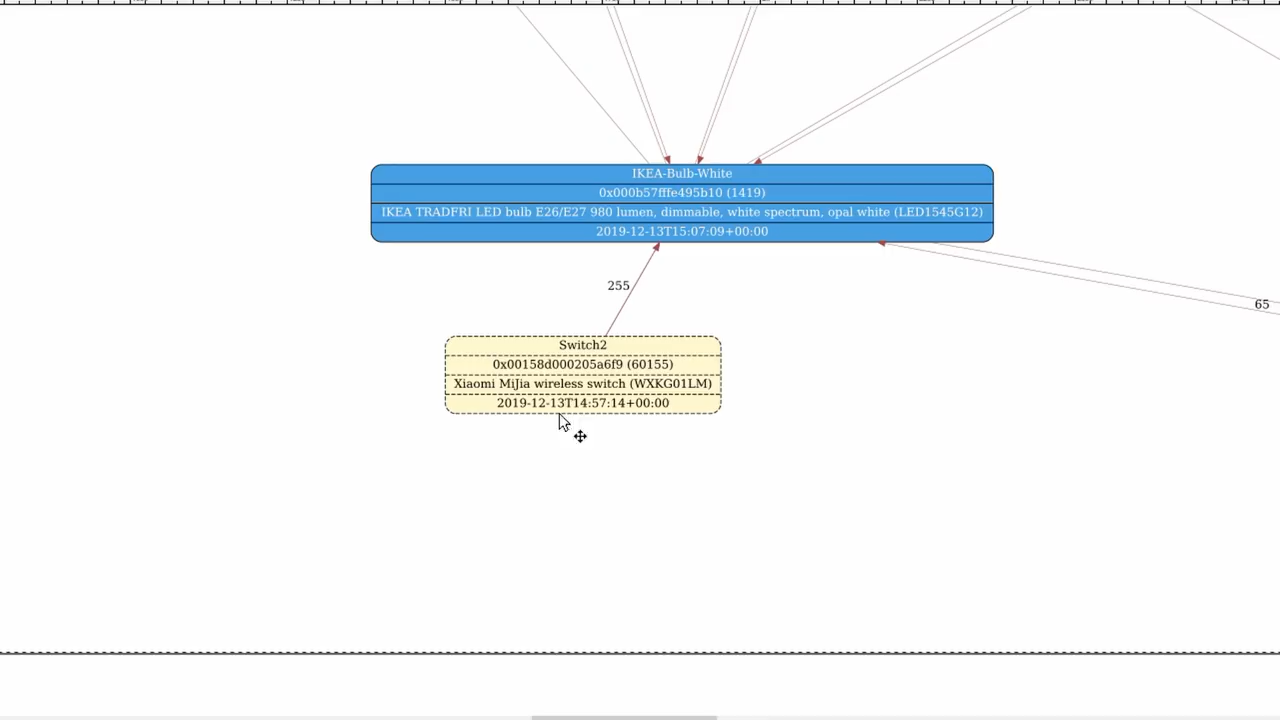 IKEA-Bulb-White
0x000b57fffe495b10 (1419)
IKEA TRADFRI LED bulb E26/E27 980 lumen, dimmable, white spectrum, opal white (LED1545G12)
2019-12-13T15:07:09+00:00
255
65
Switch2
0x00158d000205a6f9 (60155)
Xiaomi MiJia wireless switch (WXKG01LM)
2019-12-13T14:57:14+00:00